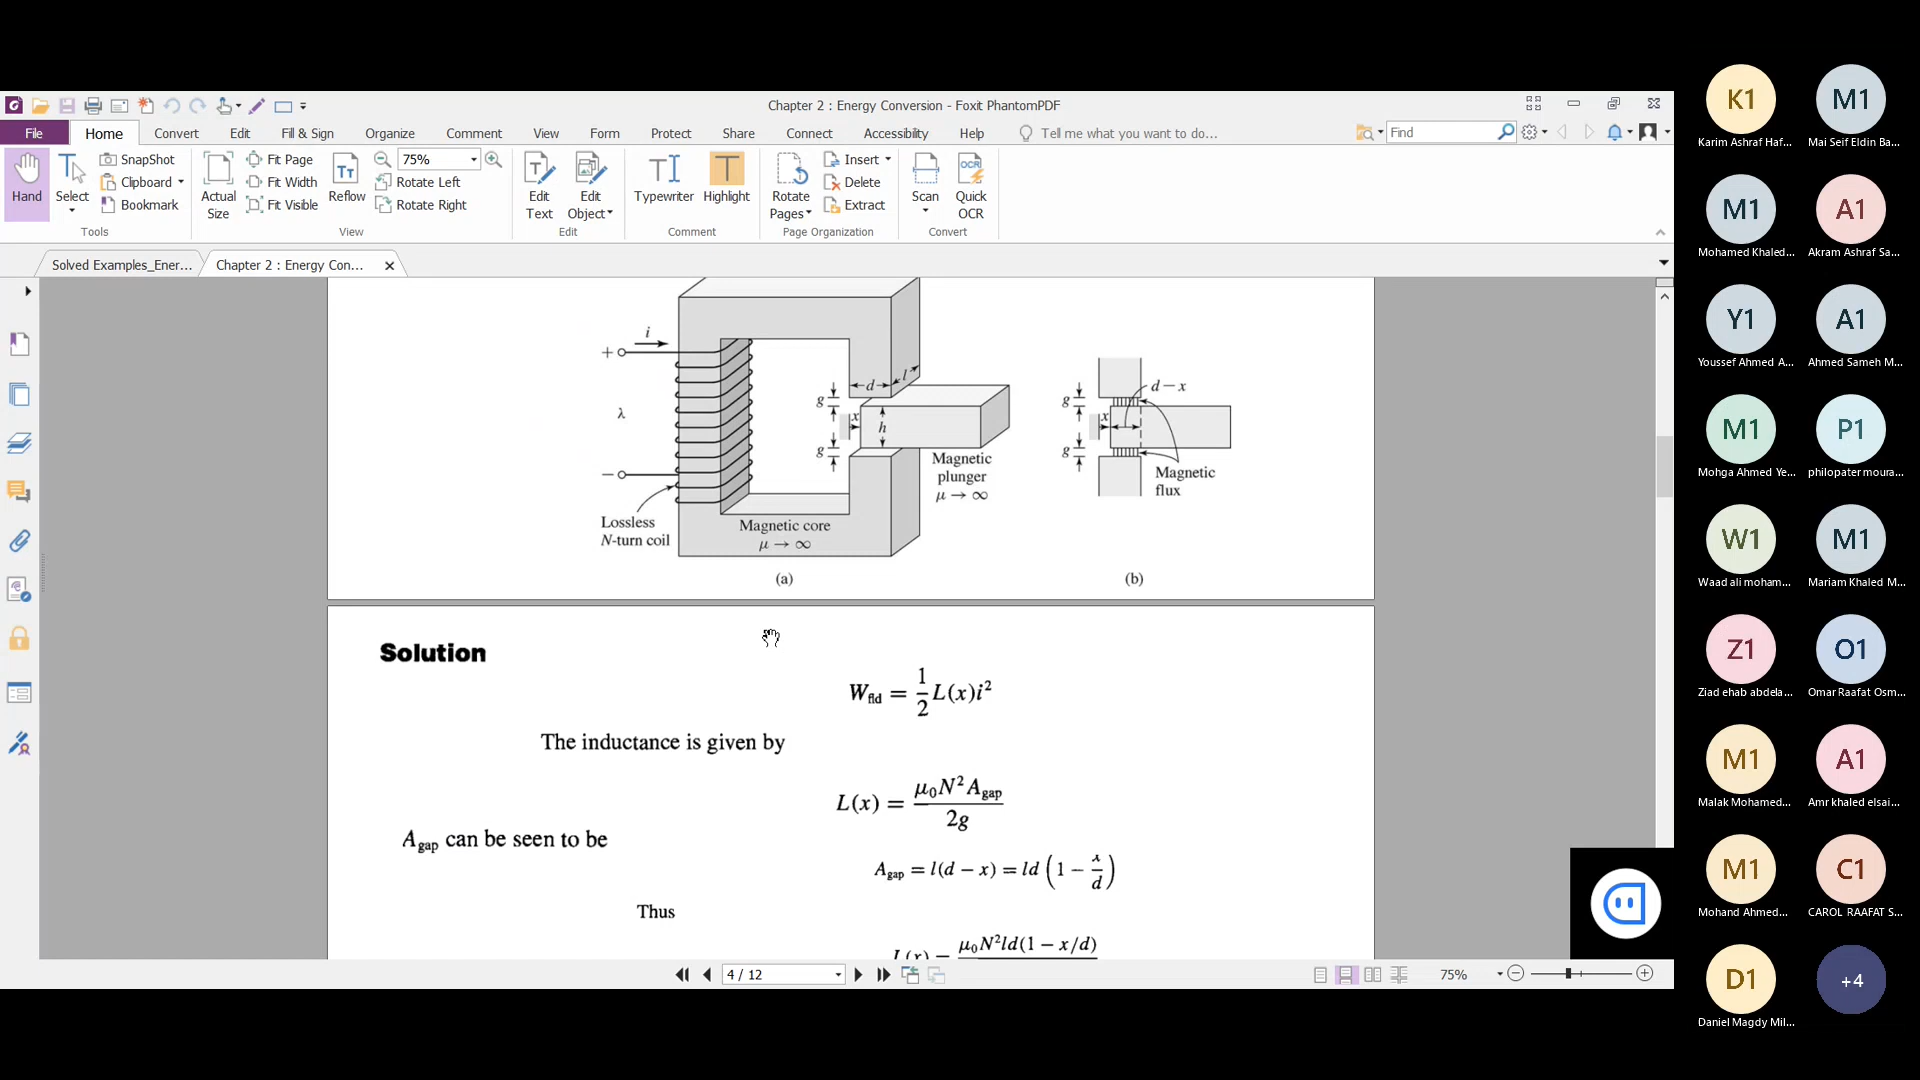 Chapter 2 : Energy Conversion - Foxit PhantomPDF
File Home Convert Edit Fill & Sign Organize Comment View Form Protect Share Connect Accessibility Help Tell me what you want to do... Find
Hand
Select
SnapShot
Clipboard
Bookmark
Tools
Actual Size
Fit Page
Fit Width
Fit Visible
Reflow
75%
Rotate Left
Rotate Right
View
Edit Text
Edit Object
Edit
Typewriter
Highlight
Comment
Rotate Pages
Insert
Delete
Extract
Page Organization
Scan
Quick OCR
Convert
Solved Examples_Ener...
Chapter 2 : Energy Con...
i
+
λ
−
Lossless
N-turn coil
Magnetic core
μ → ∞
g
g
x
d
l
h
Magnetic
plunger
μ → ∞
(a)
g
g
x
d − x
Magnetic
flux
(b)
Solution
W_fld = 1/2 L(x)i²
The inductance is given by
L(x) = μ₀N²A_gap / 2g
A_gap can be seen to be
A_gap = l(d − x) = ld (1 − x/d)
Thus
L(x) = μ₀N²ld(1 − x/d)
4 / 12
75%
K1 M1
Karim Ashraf Haf... Mai Seif Eldin Ba...
M1 A1
Mohamed Khaled... Akram Ashraf Sa...
Y1 A1
Youssef Ahmed A... Ahmed Sameh M...
M1 P1
Mohga Ahmed Ye... philopater moura...
W1 M1
Waad ali moham... Mariam Khaled M...
Z1 O1
Ziad ehab abdela... Omar Raafat Osm...
M1 A1
Malak Mohamed... Amr khaled elsai...
M1 C1
Mohand Ahmed... CAROL RAAFAT S...
D1 +4
Daniel Magdy Mil...